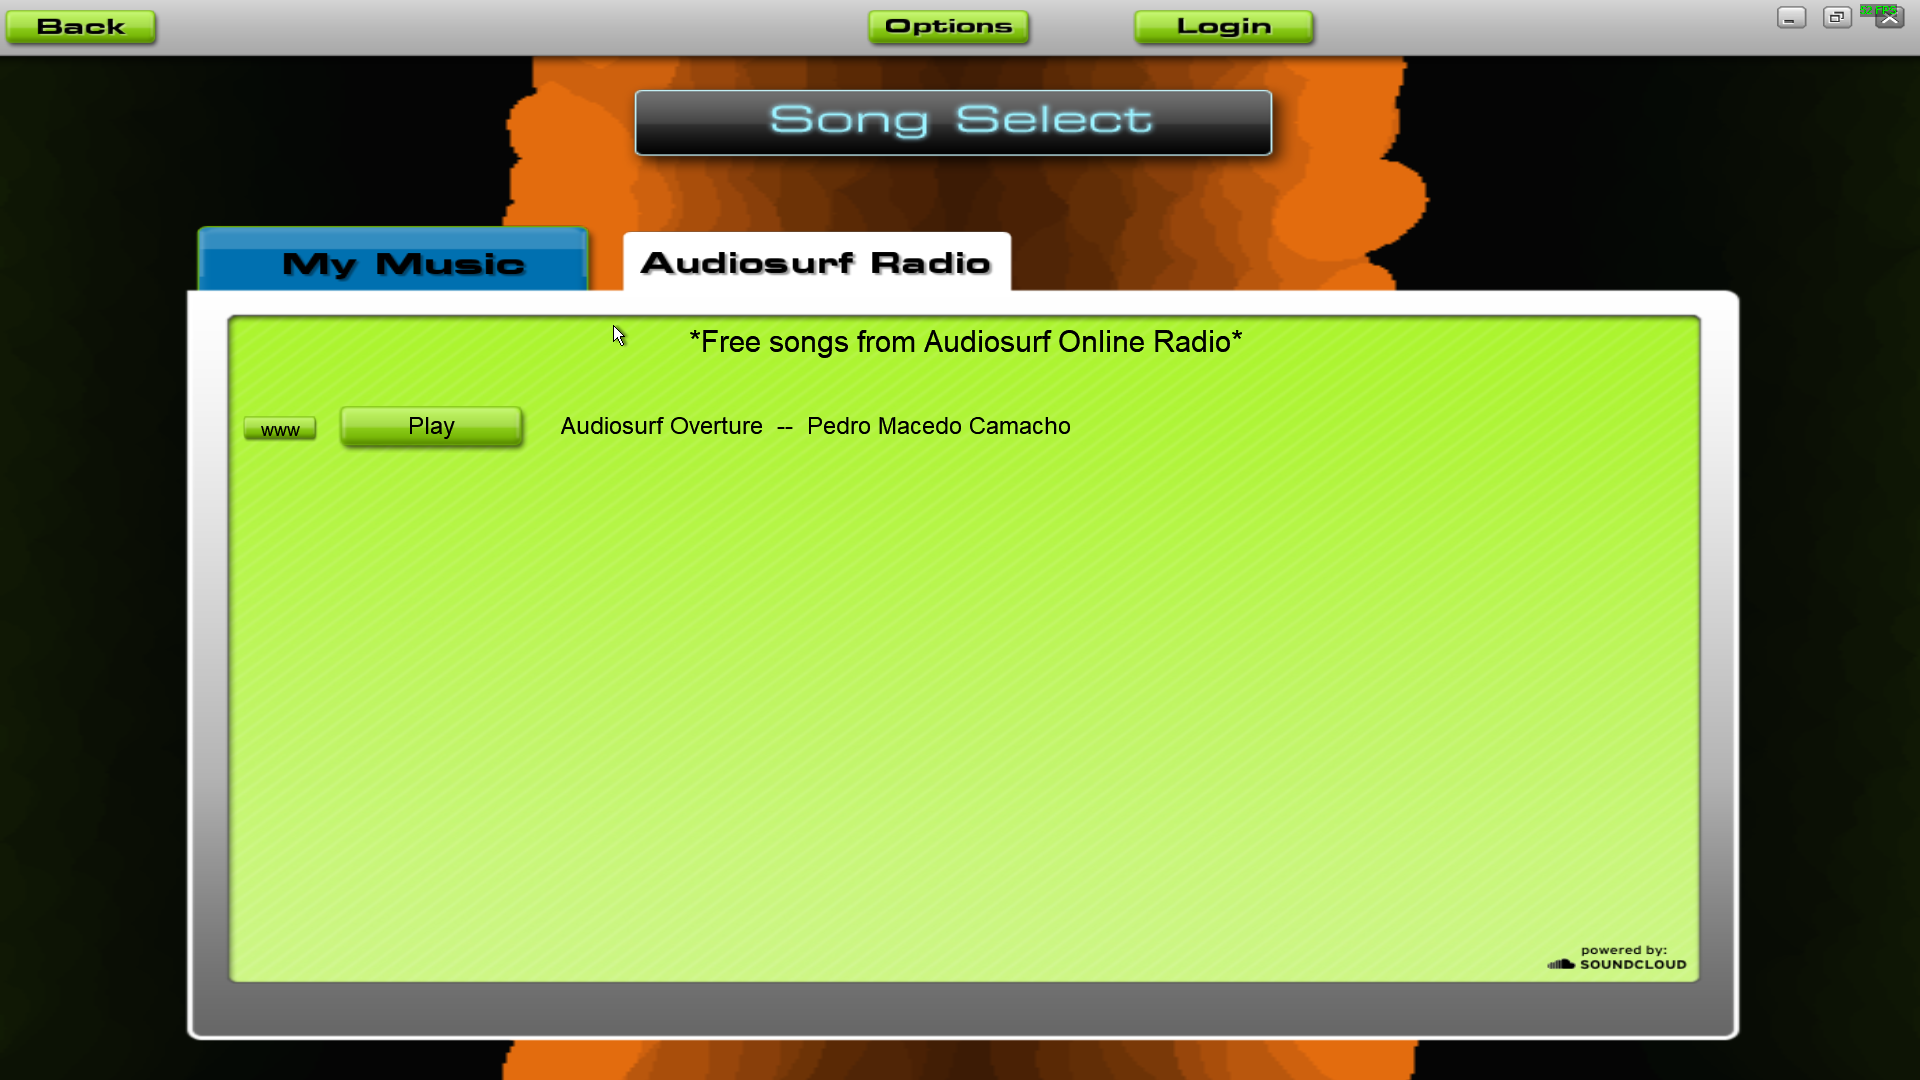 Back
Options
Login
Song Select
My Music
Audiosurf Radio
*Free songs from Audiosurf Online Radio*
www
Play
Audiosurf Overture -- Pedro Macedo Camacho
powered by:
SOUNDCLOUD